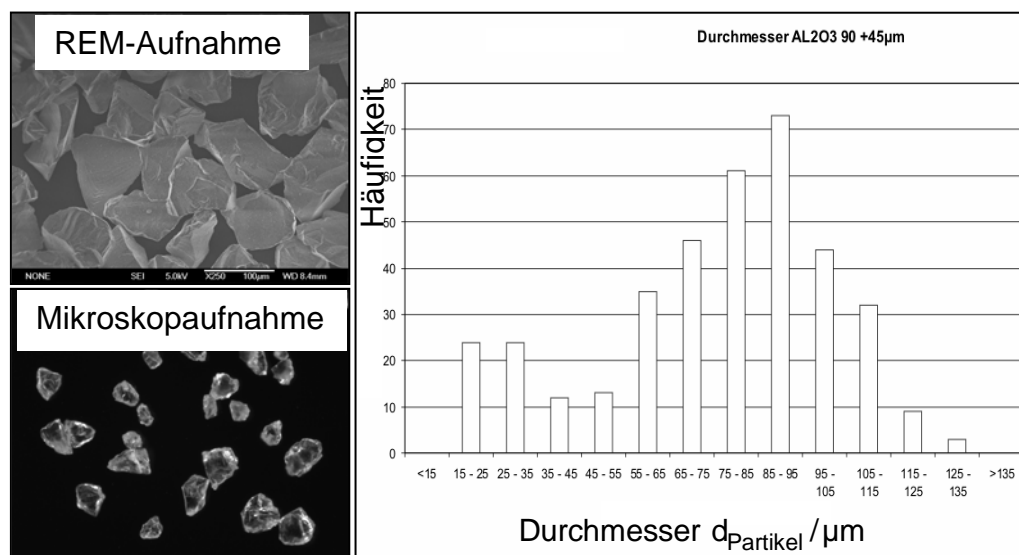 REM-Aufnahme
NONE SEI 5.0kV X250 100µm WD 8.4mm
Mikroskopaufnahme
Durchmesser AL2O3 90 +45µm
Häufigkeit
80
70
60
50
40
30
20
10
0
<15 15 - 25 25 - 35 35 - 45 45 - 55 55 - 65 65 - 75 75 - 85 85 - 95 95 - 105 105 - 115 115 - 125 125 - 135 >135
Durchmesser dPartikel /µm